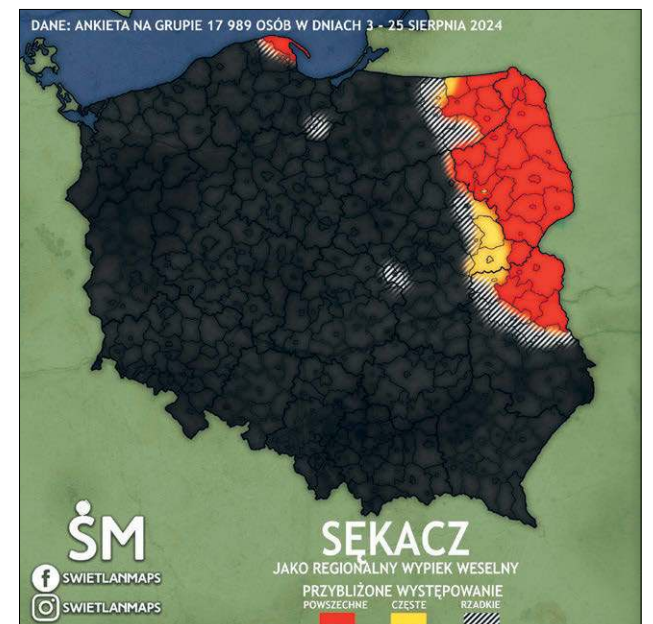 DANE: ANKIETA NA GRUPIE 17 989 OSÓB W DNIACH 3 - 25 SIERPNIA 2024
ŚM
SWIETLANMAPS
SWIETLANMAPS
SĘKACZ
JAKO REGIONALNY WYPIEK WESELNY
PRZYBLIŻONE WYSTĘPOWANIE
POWSZECHNE CZĘSTE RZADKIE